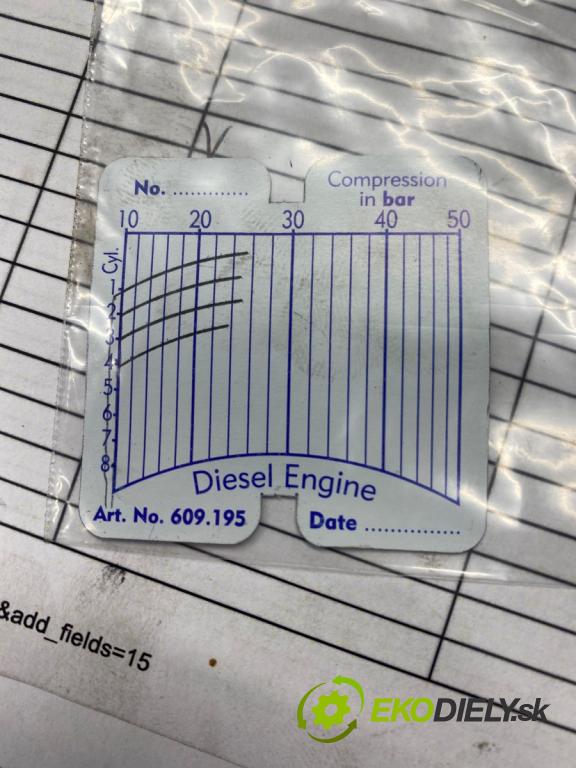 No. .............
Compression
in bar
10 20 30 40 50
Cyl.
1
2
3
4
5
6
7
8
Diesel Engine
Art. No. 609.195
Date ...............
&add_fields=15
EKODIELY.sk